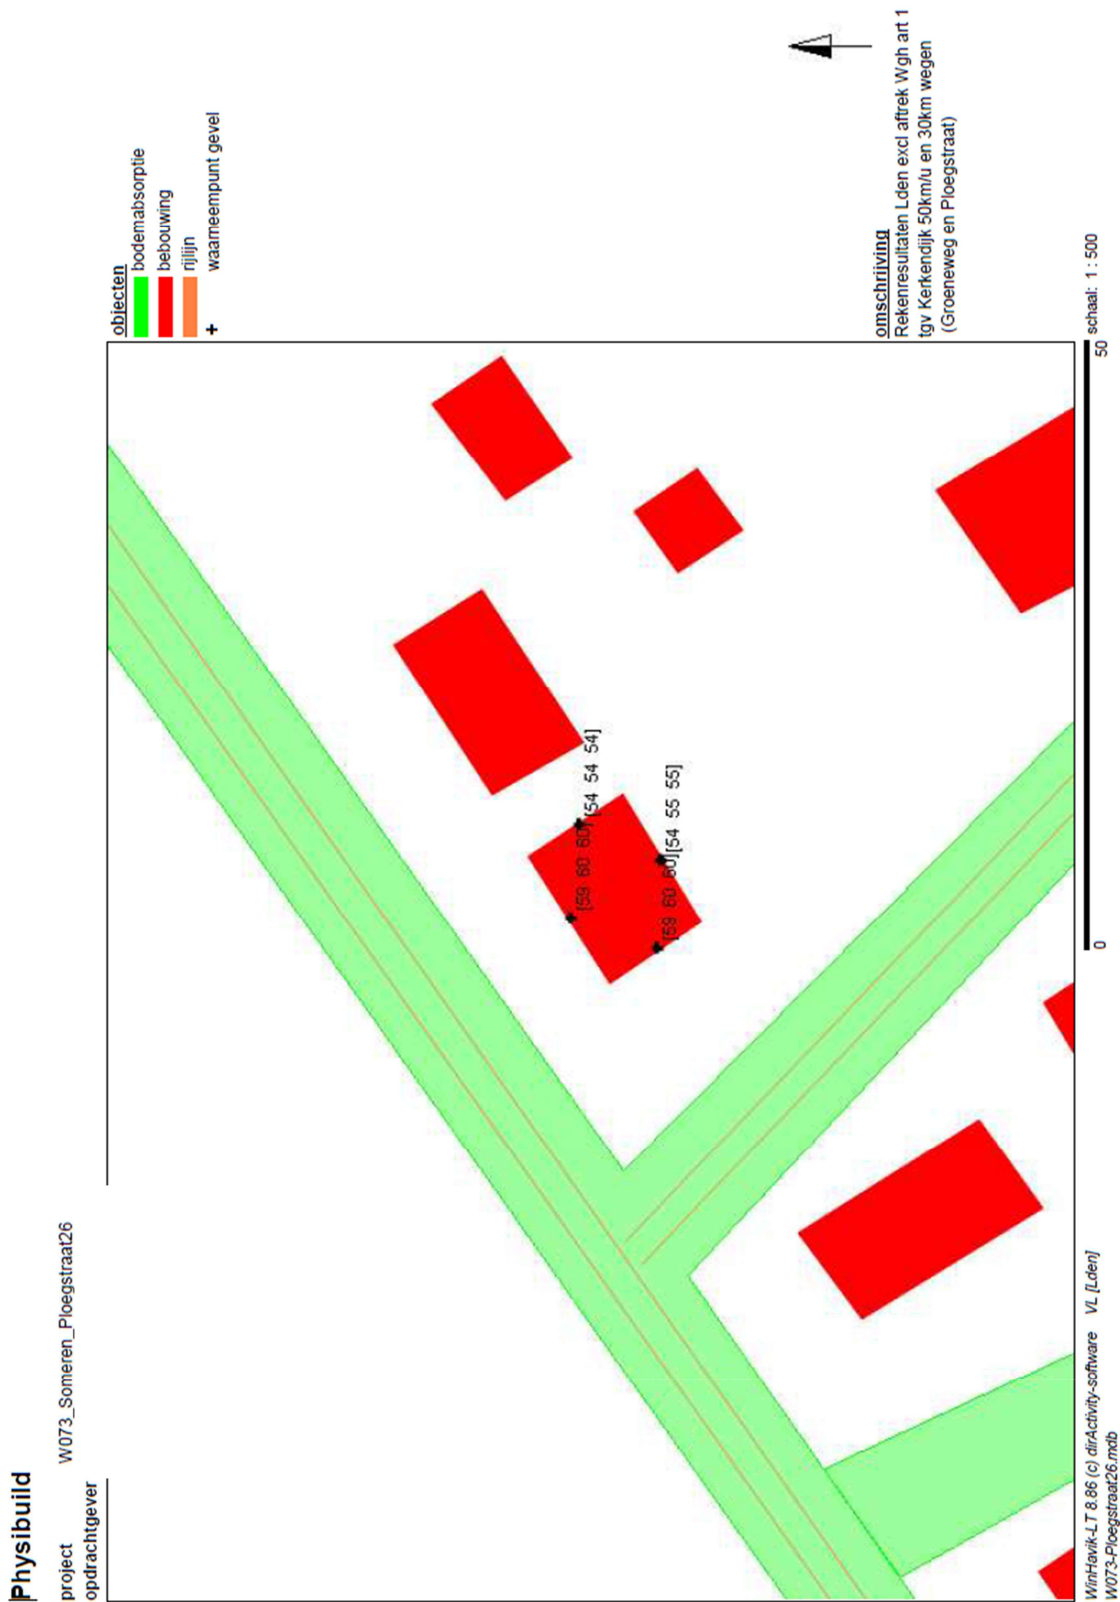 Physibuild
project W073_Someren_Ploegstraat26
opdrachtgever
objecten
bodemabsorptie
bebouwing
rijlijn
+ waarneempunt gevel
[59 60 60]
[54 54 54]
[59 60 60]
[54 55 55]
omschrijving
Rekenresultaten Lden excl aftrek Wgh art 1
tgv Kerkendijk 50km/u en 30km wegen
(Groeneweg en Ploegstraat)
0 50
schaal: 1 : 500
WinHavik-LT 8.86 (c) dirActivity-software VL [Lden]
W073-Ploegstraat26.mdb